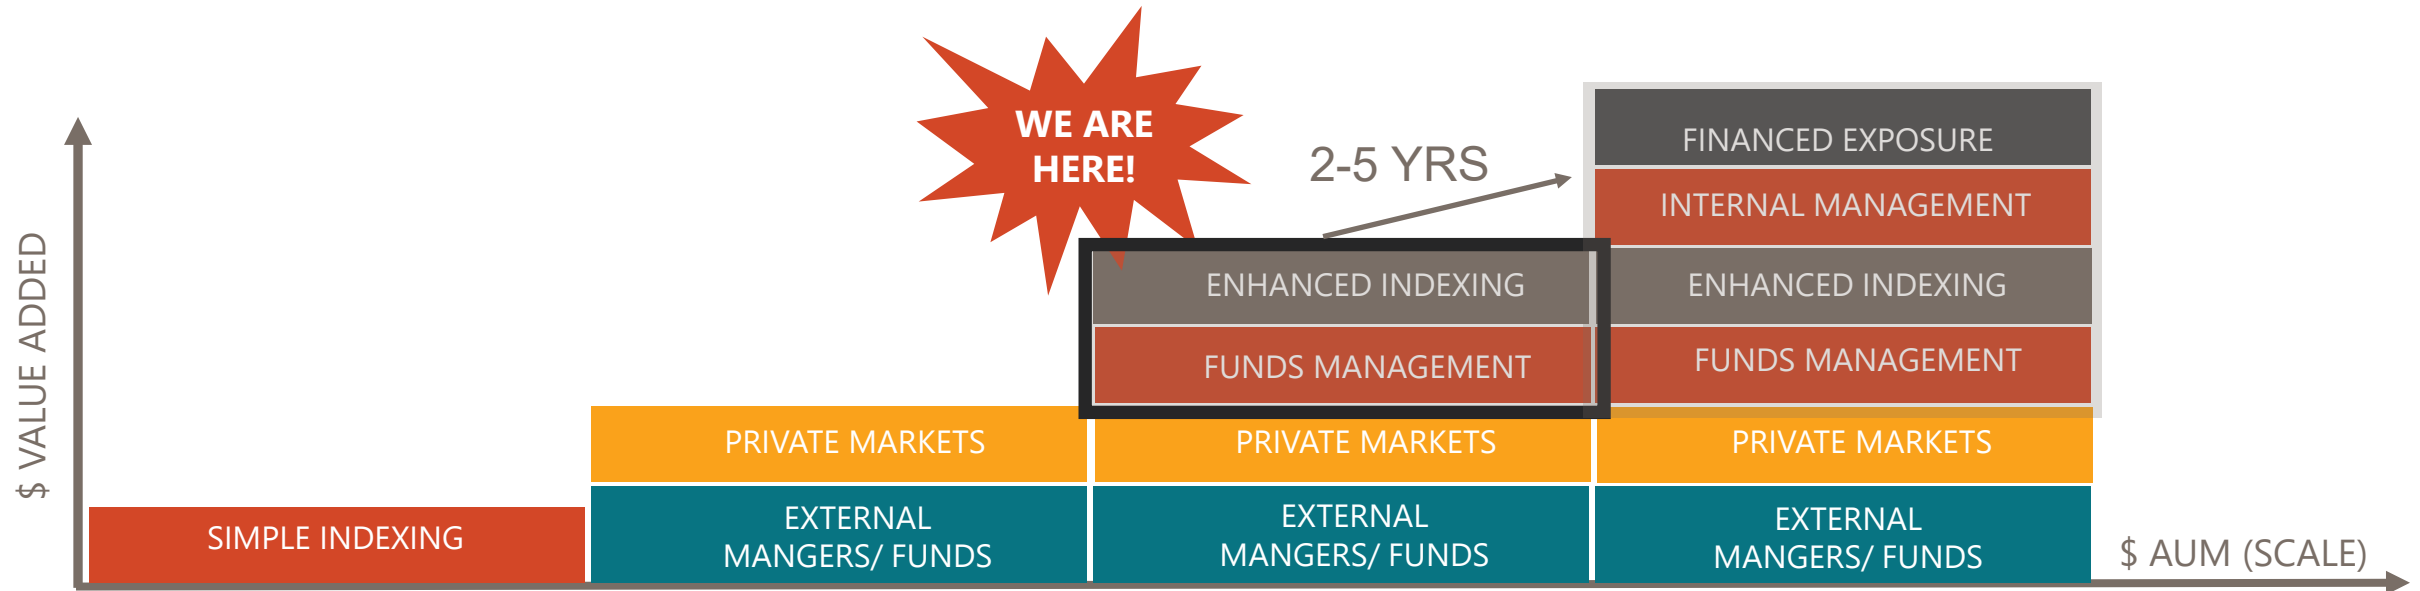 WE ARE
HERE!
2-5 YRS
$ VALUE ADDED
FINANCED EXPOSURE
INTERNAL MANAGEMENT
ENHANCED INDEXING
ENHANCED INDEXING
FUNDS MANAGEMENT
FUNDS MANAGEMENT
PRIVATE MARKETS
PRIVATE MARKETS
PRIVATE MARKETS
SIMPLE INDEXING
EXTERNAL
MANGERS/ FUNDS
EXTERNAL
MANGERS/ FUNDS
EXTERNAL
MANGERS/ FUNDS
$ AUM (SCALE)